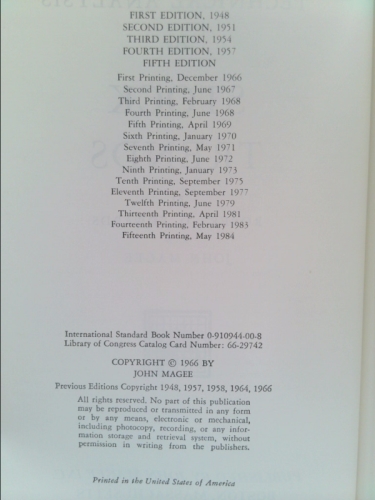 FIRST EDITION, 1948
SECOND EDITION, 1951
THIRD EDITION, 1954
FOURTH EDITION, 1957
FIFTH EDITION
First Printing, December 1966
Second Printing, June 1967
Third Printing, February 1968
Fourth Printing, June 1968
Fifth Printing, April 1969
Sixth Printing, January 1970
Seventh Printing, May 1971
Eighth Printing, June 1972
Ninth Printing, January 1973
Tenth Printing, September 1975
Eleventh Printing, September 1977
Twelfth Printing, June 1979
Thirteenth Printing, April 1981
Fourteenth Printing, February 1983
Fifteenth Printing, May 1984
International Standard Book Number 0-910944-00-8
Library of Congress Catalog Card Number: 66-29742
COPYRIGHT © 1966 BY
JOHN MAGEE
Previous Editions Copyright 1948, 1957, 1958, 1964, 1966
All rights reserved. No part of this publication
may be reproduced or transmitted in any form
or by any means, electronic or mechanical,
including photocopy, recording, or any infor-
mation storage and retrieval system, without
permission in writing from the publishers.
Printed in the United States of America